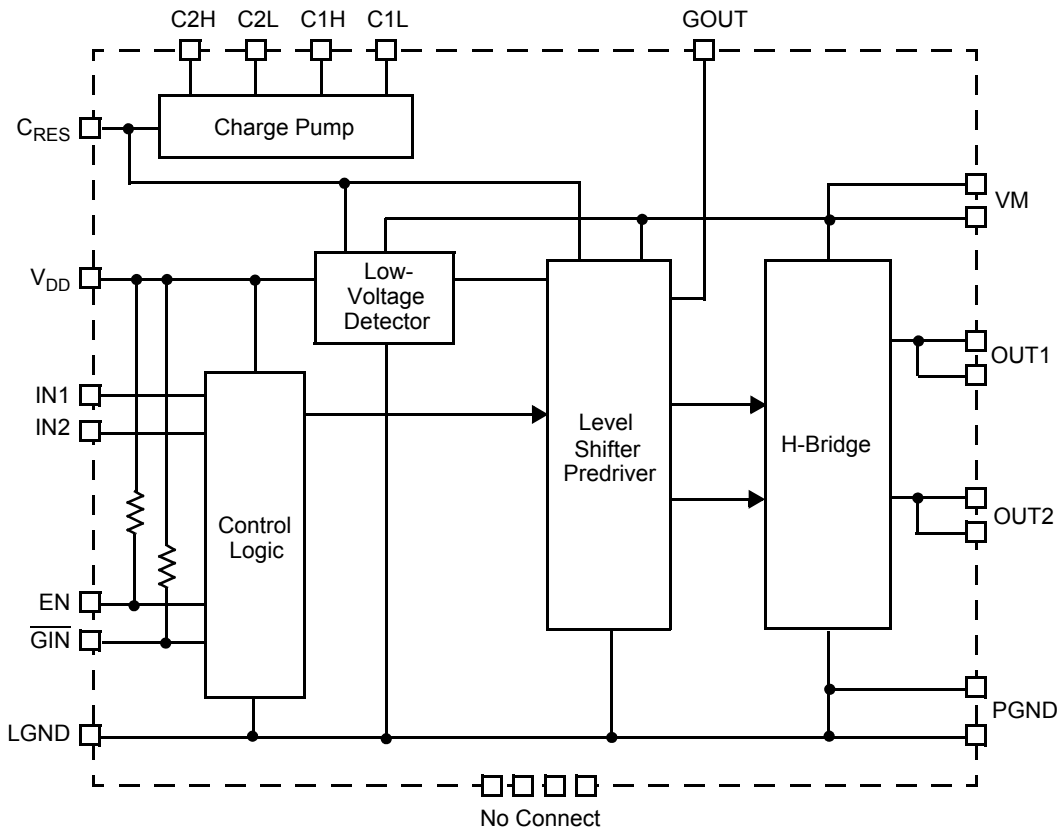 C2H C2L C1H C1L GOUT
CRES
Charge Pump
VM
VDD
Low-
Voltage
Detector
OUT1
IN1
IN2
Level
Shifter
Predriver
H-Bridge
Control
Logic
OUT2
EN
GIN
PGND
LGND
No Connect